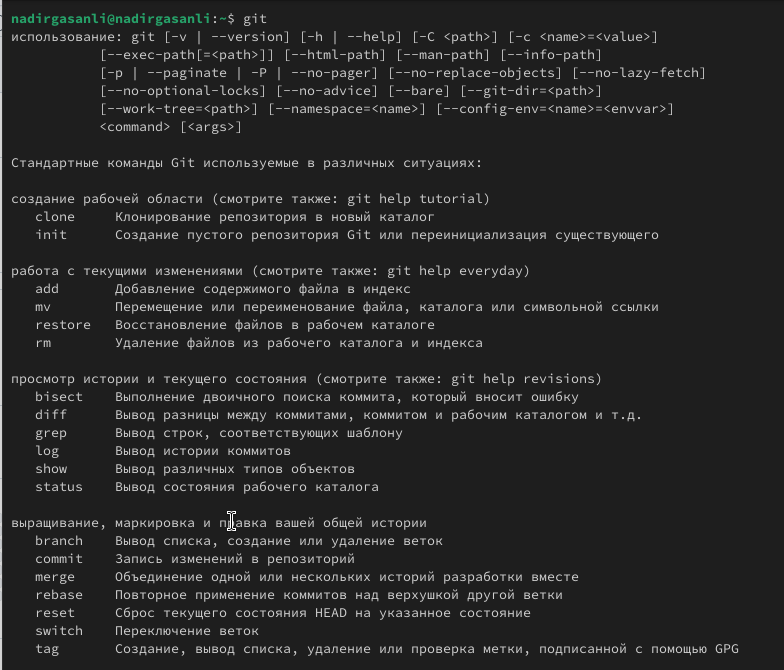 nadirgasanli@nadirgasanli:~$ git
использование: git [-v | --version] [-h | --help] [-C <path>] [-c <name>=<value>]
           [--exec-path[=<path>]] [--html-path] [--man-path] [--info-path]
           [-p | --paginate | -P | --no-pager] [--no-replace-objects] [--no-lazy-fetch]
           [--no-optional-locks] [--no-advice] [--bare] [--git-dir=<path>]
           [--work-tree=<path>] [--namespace=<name>] [--config-env=<name>=<envvar>]
           <command> [<args>]

Стандартные команды Git используемые в различных ситуациях:

создание рабочей области (смотрите также: git help tutorial)
   clone     Клонирование репозитория в новый каталог
   init      Создание пустого репозитория Git или переинициализация существующего

работа с текущими изменениями (смотрите также: git help everyday)
   add       Добавление содержимого файла в индекс
   mv        Перемещение или переименование файла, каталога или символьной ссылки
   restore   Восстановление файлов в рабочем каталоге
   rm        Удаление файлов из рабочего каталога и индекса

просмотр истории и текущего состояния (смотрите также: git help revisions)
   bisect    Выполнение двоичного поиска коммита, который вносит ошибку
   diff      Вывод разницы между коммитами, коммитом и рабочим каталогом и т.д.
   grep      Вывод строк, соответствующих шаблону
   log       Вывод истории коммитов
   show      Вывод различных типов объектов
   status    Вывод состояния рабочего каталога

выращивание, маркировка и правка вашей общей истории
   branch    Вывод списка, создание или удаление веток
   commit    Запись изменений в репозиторий
   merge     Объединение одной или нескольких историй разработки вместе
   rebase    Повторное применение коммитов над верхушкой другой ветки
   reset     Сброс текущего состояния HEAD на указанное состояние
   switch    Переключение веток
   tag       Создание, вывод списка, удаление или проверка метки, подписанной с помощью GPG